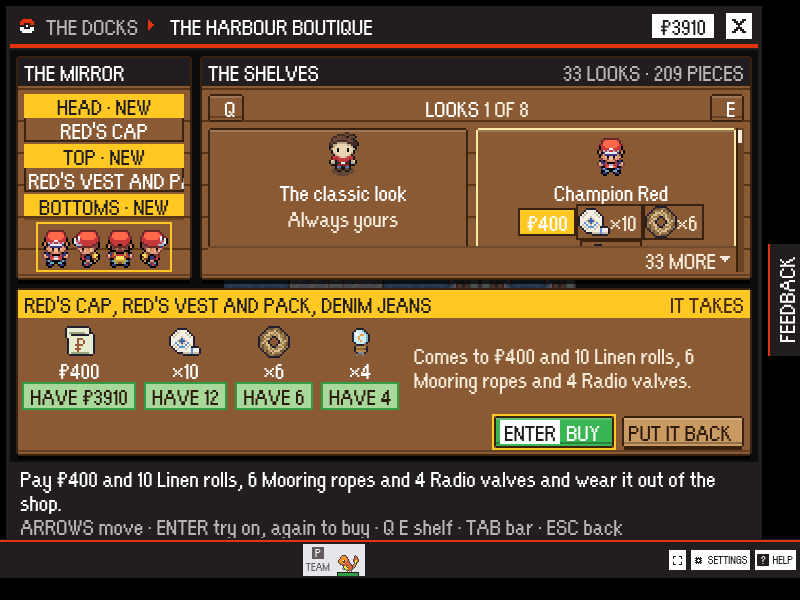 THE DOCKS THE HARBOUR BOUTIQUE ₽3910 X
THE MIRROR
HEAD · NEW
RED'S CAP
TOP · NEW
RED'S VEST AND PA
BOTTOMS · NEW
THE SHELVES 33 LOOKS · 209 PIECES
Q LOOKS 1 OF 8 E
The classic look
Always yours
Champion Red
₽400 ×10 ×6
33 MORE
RED'S CAP, RED'S VEST AND PACK, DENIM JEANS IT TAKES
₽400 ×10 ×6 ×4
HAVE ₽3910 HAVE 12 HAVE 6 HAVE 4
Comes to ₽400 and 10 Linen rolls, 6
Mooring ropes and 4 Radio valves.
ENTER BUY PUT IT BACK
Pay ₽400 and 10 Linen rolls, 6 Mooring ropes and 4 Radio valves and wear it out of the
shop.
ARROWS move · ENTER try on, again to buy · Q E shelf · TAB bar · ESC back
P
TEAM
SETTINGS ? HELP
FEEDBACK